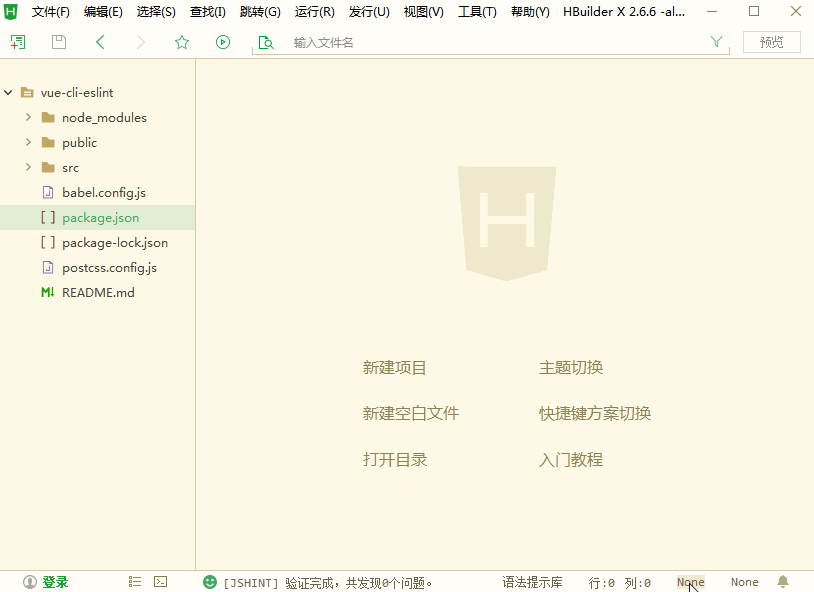 H 文件(F) 编辑(E) 选择(S) 查找(I) 跳转(G) 运行(R) 发行(U) 视图(V) 工具(T) 帮助(Y) HBuilder X 2.6.6 -al...
输入文件名 预览
vue-cli-eslint
node_modules
public
src
babel.config.js
[ ] package.json
[ ] package-lock.json
postcss.config.js
M↓ README.md
H
新建项目 主题切换
新建空白文件 快捷键方案切换
打开目录 入门教程
登录 [JSHINT] 验证完成，共发现0个问题。 语法提示库 行:0 列:0 None None